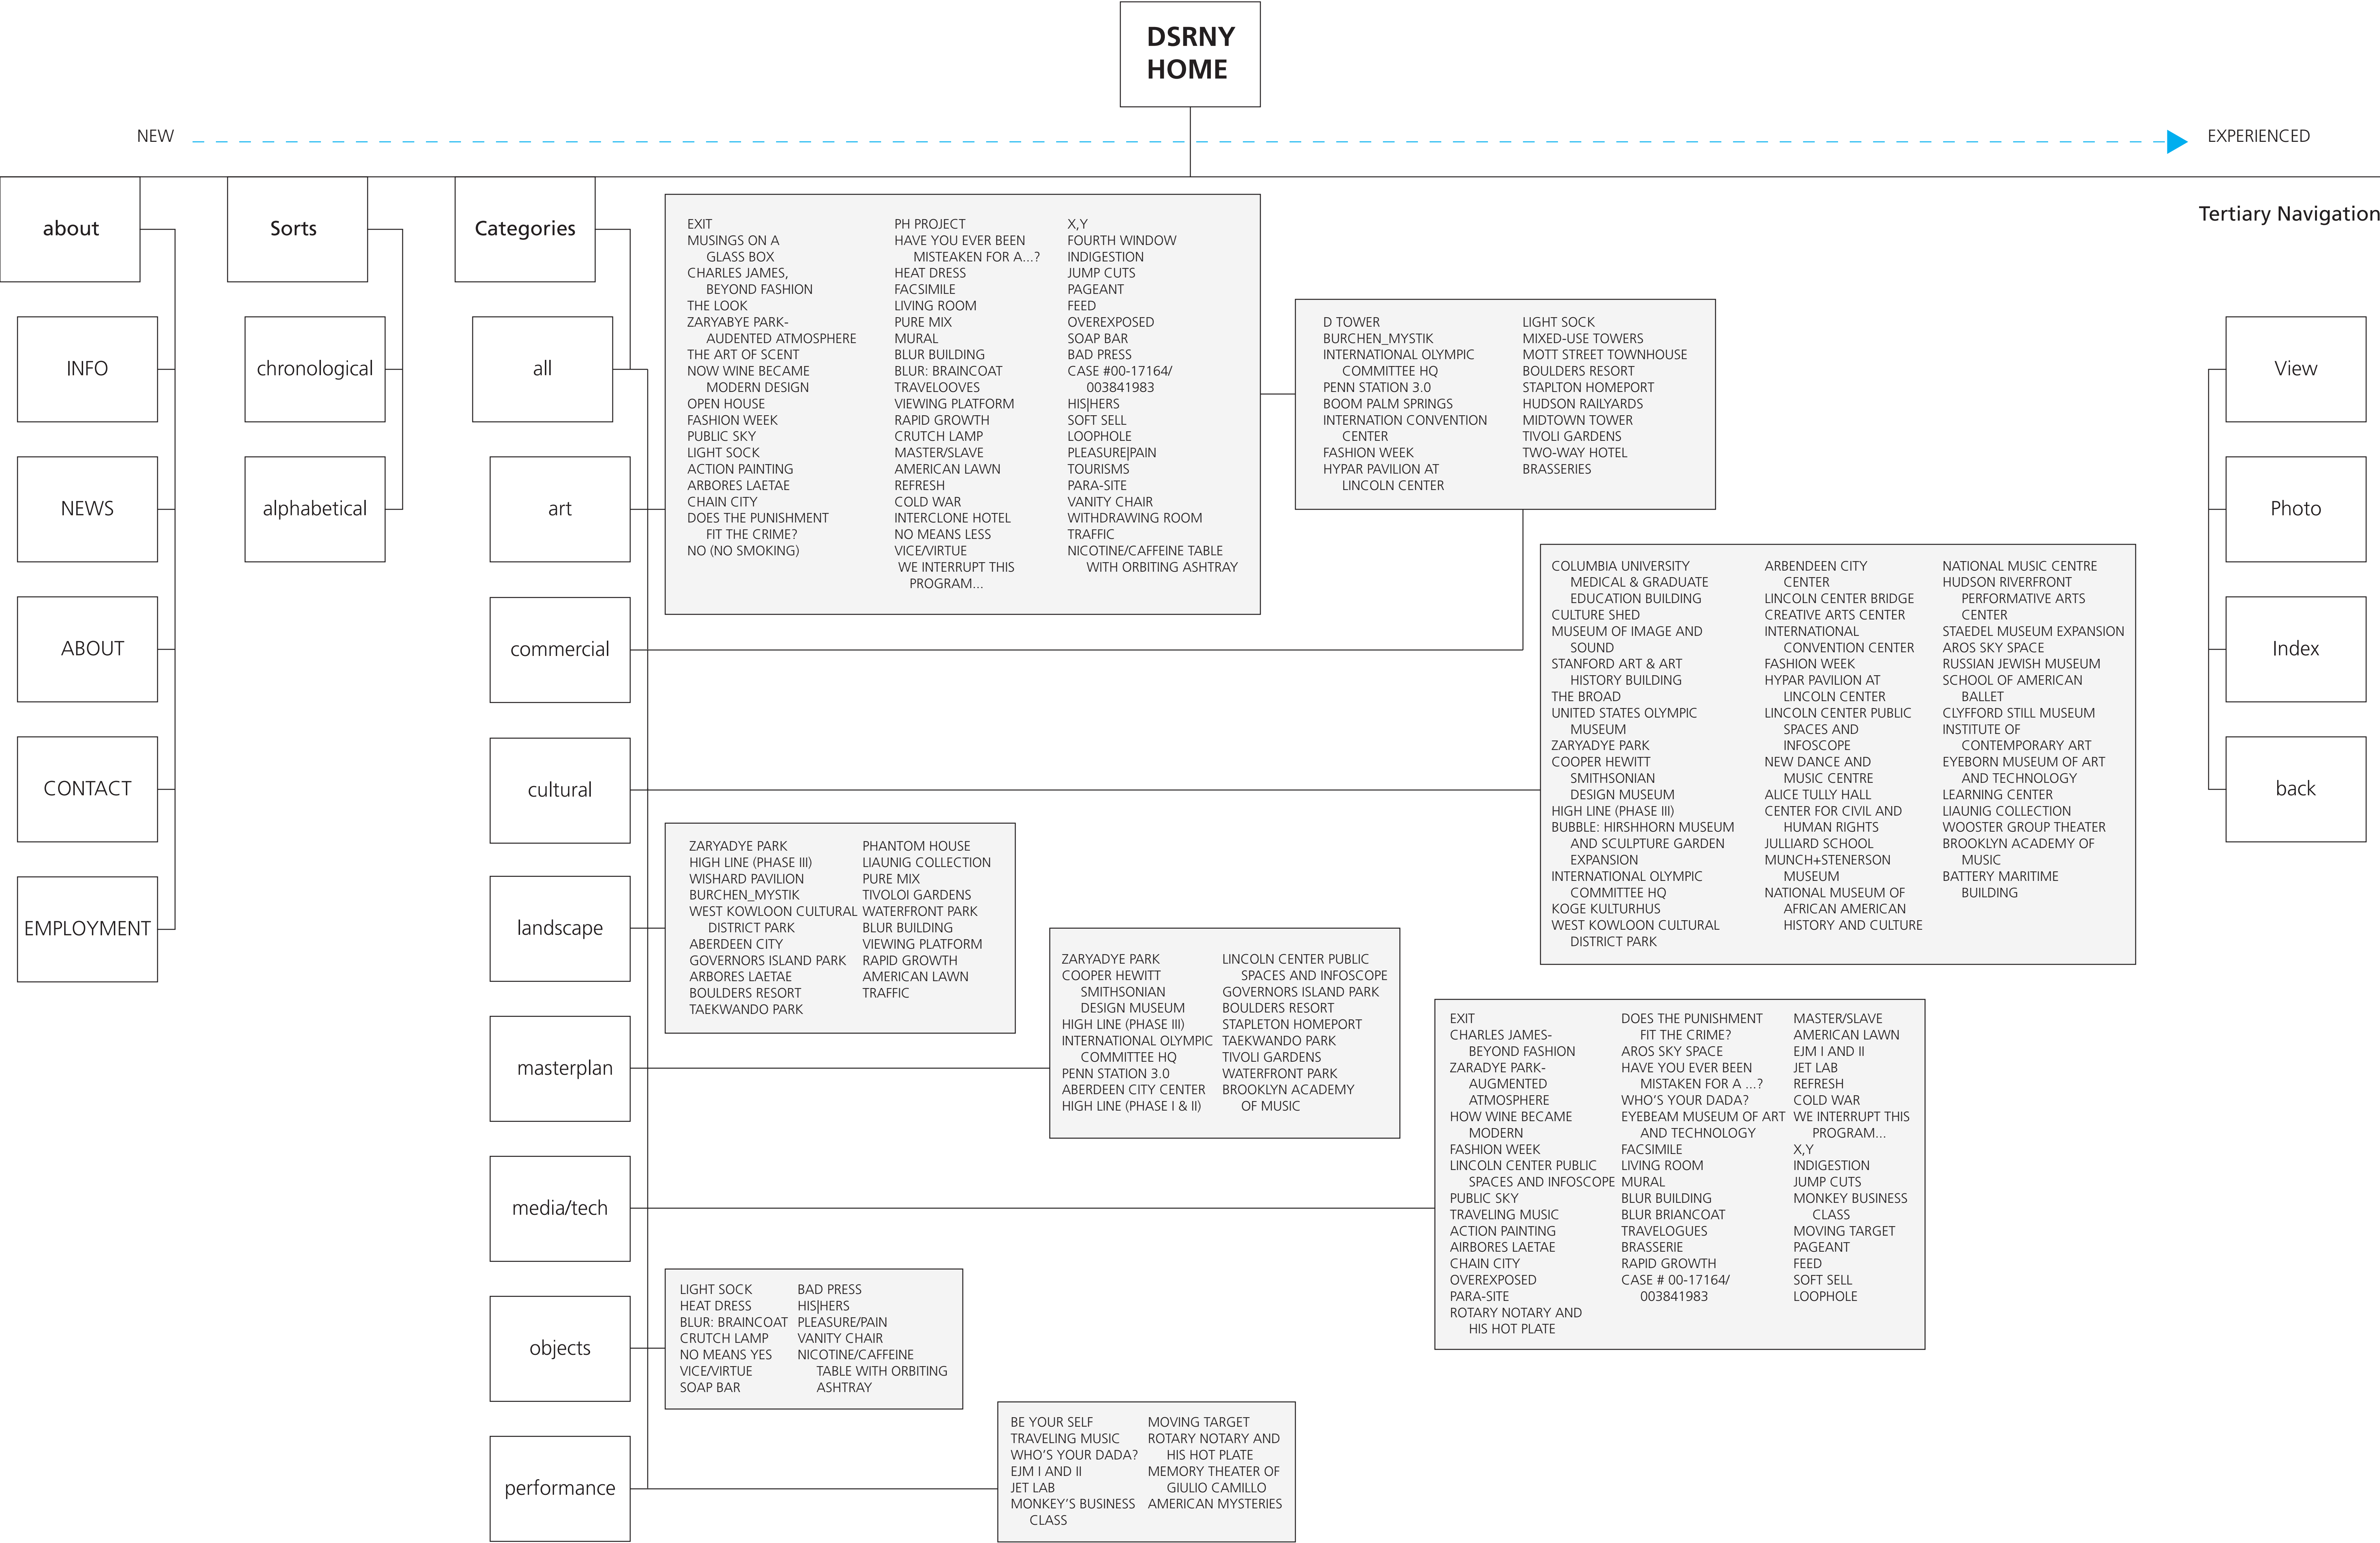 DSRNY
HOME
NEW
EXPERIENCED
about
INFO
NEWS
ABOUT
CONTACT
EMPLOYMENT
Sorts
chronological
alphabetical
Categories
all
art
EXIT
MUSINGS ON A
GLASS BOX
CHARLES JAMES,
BEYOND FASHION
THE LOOK
ZARYABYE PARK-
AUDENTED ATMOSPHERE
THE ART OF SCENT
NOW WINE BECAME
MODERN DESIGN
OPEN HOUSE
FASHION WEEK
PUBLIC SKY
LIGHT SOCK
ACTION PAINTING
ARBORES LAETAE
CHAIN CITY
DOES THE PUNISHMENT
FIT THE CRIME?
NO (NO SMOKING)
PH PROJECT
HAVE YOU EVER BEEN
MISTEAKEN FOR A...?
HEAT DRESS
FACSIMILE
LIVING ROOM
PURE MIX
MURAL
BLUR BUILDING
BLUR: BRAINCOAT
TRAVELOOVES
VIEWING PLATFORM
RAPID GROWTH
CRUTCH LAMP
MASTER/SLAVE
AMERICAN LAWN
REFRESH
COLD WAR
INTERCLONE HOTEL
NO MEANS LESS
VICE/VIRTUE
WE INTERRUPT THIS
PROGRAM...
X,Y
FOURTH WINDOW
INDIGESTION
JUMP CUTS
PAGEANT
FEED
OVEREXPOSED
SOAP BAR
BAD PRESS
CASE #00-17164/
003841983
HIS|HERS
SOFT SELL
LOOPHOLE
PLEASURE|PAIN
TOURISMS
PARA-SITE
VANITY CHAIR
WITHDRAWING ROOM
TRAFFIC
NICOTINE/CAFFEINE TABLE
WITH ORBITING ASHTRAY
commercial
D TOWER
BURCHEN_MYSTIK
INTERNATIONAL OLYMPIC
COMMITTEE HQ
PENN STATION 3.0
BOOM PALM SPRINGS
INTERNATION CONVENTION
CENTER
FASHION WEEK
HYPAR PAVILION AT
LINCOLN CENTER
LIGHT SOCK
MIXED-USE TOWERS
MOTT STREET TOWNHOUSE
BOULDERS RESORT
STAPLTON HOMEPORT
HUDSON RAILYARDS
MIDTOWN TOWER
TIVOLI GARDENS
TWO-WAY HOTEL
BRASSERIES
cultural
COLUMBIA UNIVERSITY
MEDICAL & GRADUATE
EDUCATION BUILDING
CULTURE SHED
MUSEUM OF IMAGE AND
SOUND
STANFORD ART & ART
HISTORY BUILDING
THE BROAD
UNITED STATES OLYMPIC
MUSEUM
ZARYADYE PARK
COOPER HEWITT
SMITHSONIAN
DESIGN MUSEUM
HIGH LINE (PHASE III)
BUBBLE: HIRSHHORN MUSEUM
AND SCULPTURE GARDEN
EXPANSION
INTERNATIONAL OLYMPIC
COMMITTEE HQ
KOGE KULTURHUS
WEST KOWLOON CULTURAL
DISTRICT PARK
ARBENDEEN CITY
CENTER
LINCOLN CENTER BRIDGE
CREATIVE ARTS CENTER
INTERNATIONAL
CONVENTION CENTER
FASHION WEEK
HYPAR PAVILION AT
LINCOLN CENTER
LINCOLN CENTER PUBLIC
SPACES AND
INFOSCOPE
NEW DANCE AND
MUSIC CENTRE
ALICE TULLY HALL
CENTER FOR CIVIL AND
HUMAN RIGHTS
JULLIARD SCHOOL
MUNCH+STENERSON
MUSEUM
NATIONAL MUSEUM OF
AFRICAN AMERICAN
HISTORY AND CULTURE
NATIONAL MUSIC CENTRE
HUDSON RIVERFRONT
PERFORMATIVE ARTS
CENTER
STAEDEL MUSEUM EXPANSION
AROS SKY SPACE
RUSSIAN JEWISH MUSEUM
SCHOOL OF AMERICAN
BALLET
CLYFFORD STILL MUSEUM
INSTITUTE OF
CONTEMPORARY ART
EYEBORN MUSEUM OF ART
AND TECHNOLOGY
LEARNING CENTER
LIAUNIG COLLECTION
WOOSTER GROUP THEATER
BROOKLYN ACADEMY OF
MUSIC
BATTERY MARITIME
BUILDING
landscape
ZARYADYE PARK
HIGH LINE (PHASE III)
WISHARD PAVILION
BURCHEN_MYSTIK
WEST KOWLOON CULTURAL
DISTRICT PARK
ABERDEEN CITY
GOVERNORS ISLAND PARK
ARBORES LAETAE
BOULDERS RESORT
TAEKWANDO PARK
PHANTOM HOUSE
LIAUNIG COLLECTION
PURE MIX
TIVOLOI GARDENS
WATERFRONT PARK
BLUR BUILDING
VIEWING PLATFORM
RAPID GROWTH
AMERICAN LAWN
TRAFFIC
masterplan
ZARYADYE PARK
COOPER HEWITT
SMITHSONIAN
DESIGN MUSEUM
HIGH LINE (PHASE III)
INTERNATIONAL OLYMPIC
COMMITTEE HQ
PENN STATION 3.0
ABERDEEN CITY CENTER
HIGH LINE (PHASE I & II)
LINCOLN CENTER PUBLIC
SPACES AND INFOSCOPE
GOVERNORS ISLAND PARK
BOULDERS RESORT
STAPLETON HOMEPORT
TAEKWANDO PARK
TIVOLI GARDENS
WATERFRONT PARK
BROOKLYN ACADEMY
OF MUSIC
media/tech
EXIT
CHARLES JAMES-
BEYOND FASHION
ZARADYE PARK-
AUGMENTED
ATMOSPHERE
HOW WINE BECAME
MODERN
FASHION WEEK
LINCOLN CENTER PUBLIC
SPACES AND INFOSCOPE
PUBLIC SKY
TRAVELING MUSIC
ACTION PAINTING
AIRBORES LAETAE
CHAIN CITY
OVEREXPOSED
PARA-SITE
ROTARY NOTARY AND
HIS HOT PLATE
DOES THE PUNISHMENT
FIT THE CRIME?
AROS SKY SPACE
HAVE YOU EVER BEEN
MISTAKEN FOR A ...?
WHO'S YOUR DADA?
EYEBEAM MUSEUM OF ART
AND TECHNOLOGY
FACSIMILE
LIVING ROOM
MURAL
BLUR BUILDING
BLUR BRIANCOAT
TRAVELOGUES
BRASSERIE
RAPID GROWTH
CASE # 00-17164/
003841983
MASTER/SLAVE
AMERICAN LAWN
EJM I AND II
JET LAB
REFRESH
COLD WAR
WE INTERRUPT THIS
PROGRAM...
X,Y
INDIGESTION
JUMP CUTS
MONKEY BUSINESS
CLASS
MOVING TARGET
PAGEANT
FEED
SOFT SELL
LOOPHOLE
objects
LIGHT SOCK
HEAT DRESS
BLUR: BRAINCOAT
CRUTCH LAMP
NO MEANS YES
VICE/VIRTUE
SOAP BAR
BAD PRESS
HIS|HERS
PLEASURE/PAIN
VANITY CHAIR
NICOTINE/CAFFEINE
TABLE WITH ORBITING
ASHTRAY
performance
BE YOUR SELF
TRAVELING MUSIC
WHO'S YOUR DADA?
EJM I AND II
JET LAB
MONKEY'S BUSINESS
CLASS
MOVING TARGET
ROTARY NOTARY AND
HIS HOT PLATE
MEMORY THEATER OF
GIULIO CAMILLO
AMERICAN MYSTERIES
Tertiary Navigation
View
Photo
Index
back